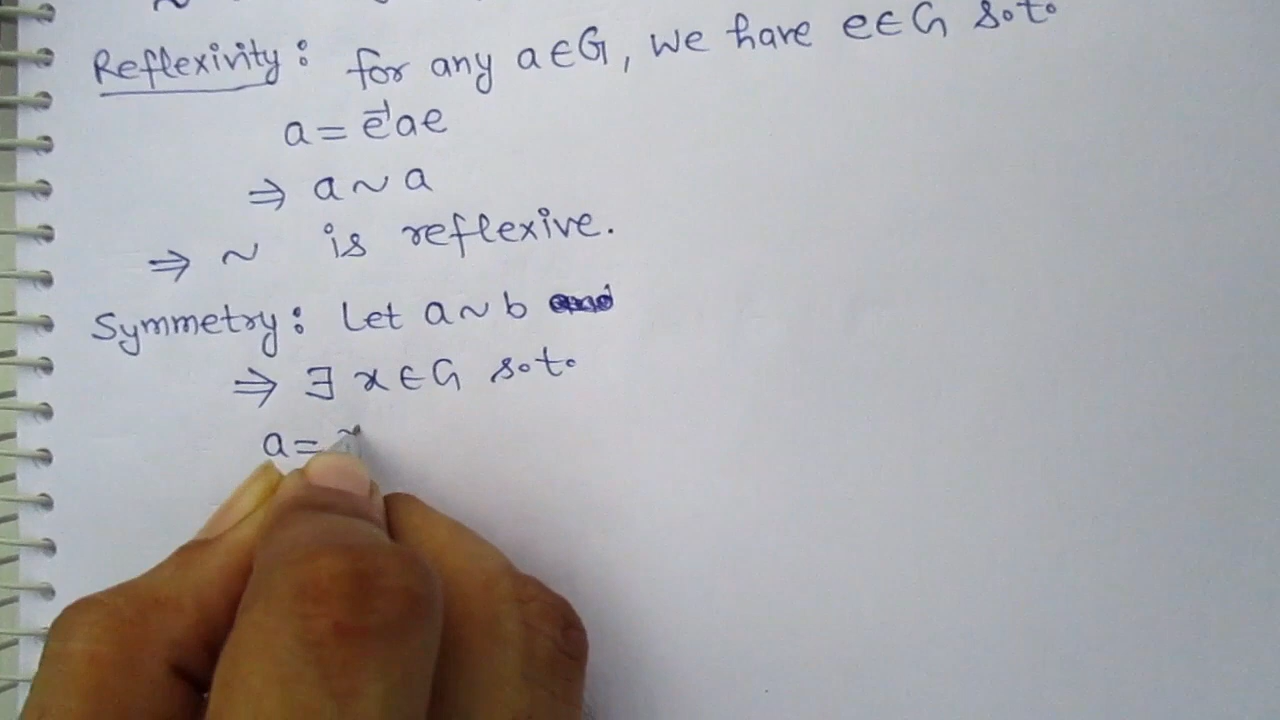 ~
Reflexivity: for any a∈G, we have e∈G s.t.
a = e⁻¹ae
⇒ a ~ a
⇒ ~ is reflexive.
Symmetry: Let a ~ b
⇒ ∃ x∈G s.t.
a =